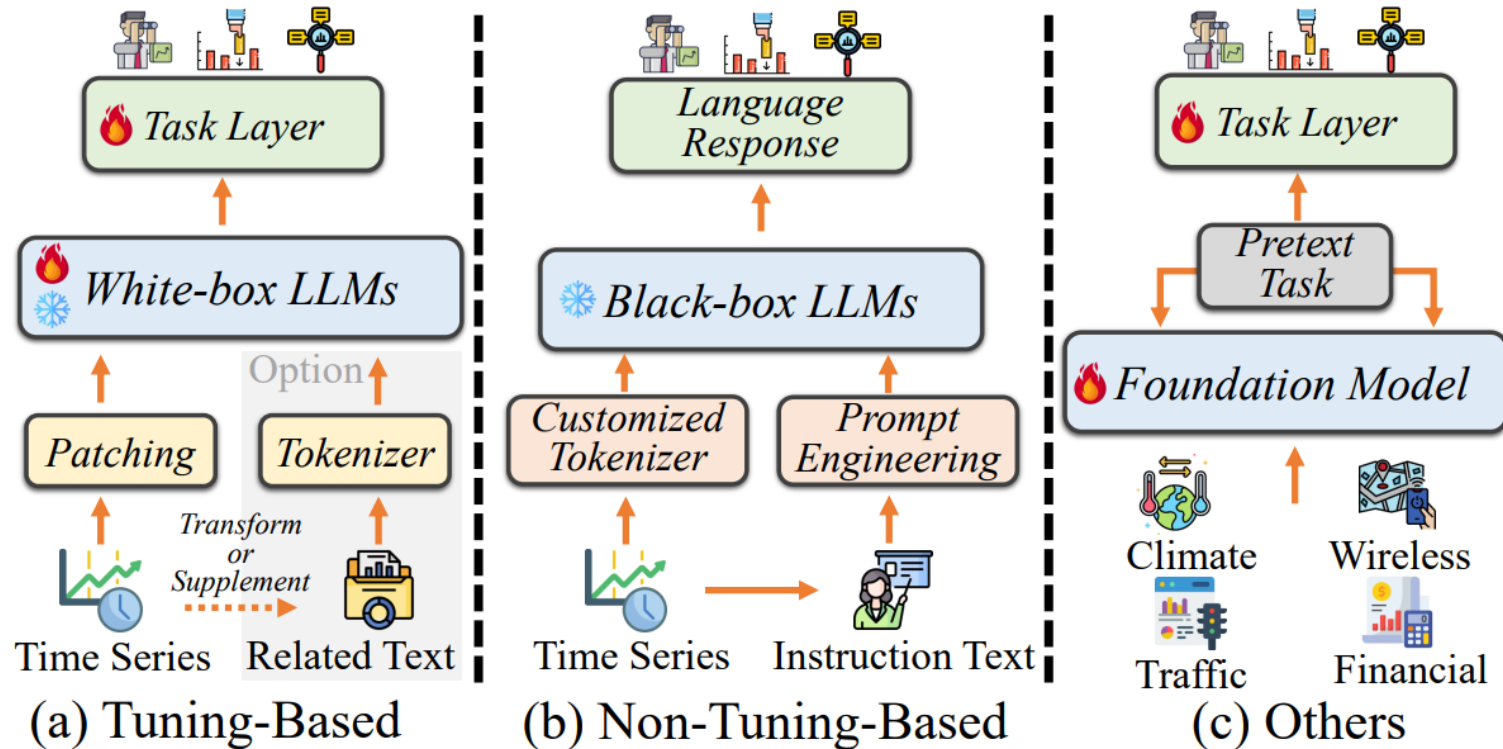 Task Layer
White-box LLMs
Option
Patching
Tokenizer
Transform
or
Supplement
Time Series
Related Text
(a) Tuning-Based
Language
Response
Black-box LLMs
Customized
Tokenizer
Prompt
Engineering
Time Series
Instruction Text
(b) Non-Tuning-Based
Task Layer
Pretext
Task
Foundation Model
Climate
Wireless
Traffic
Financial
(c) Others